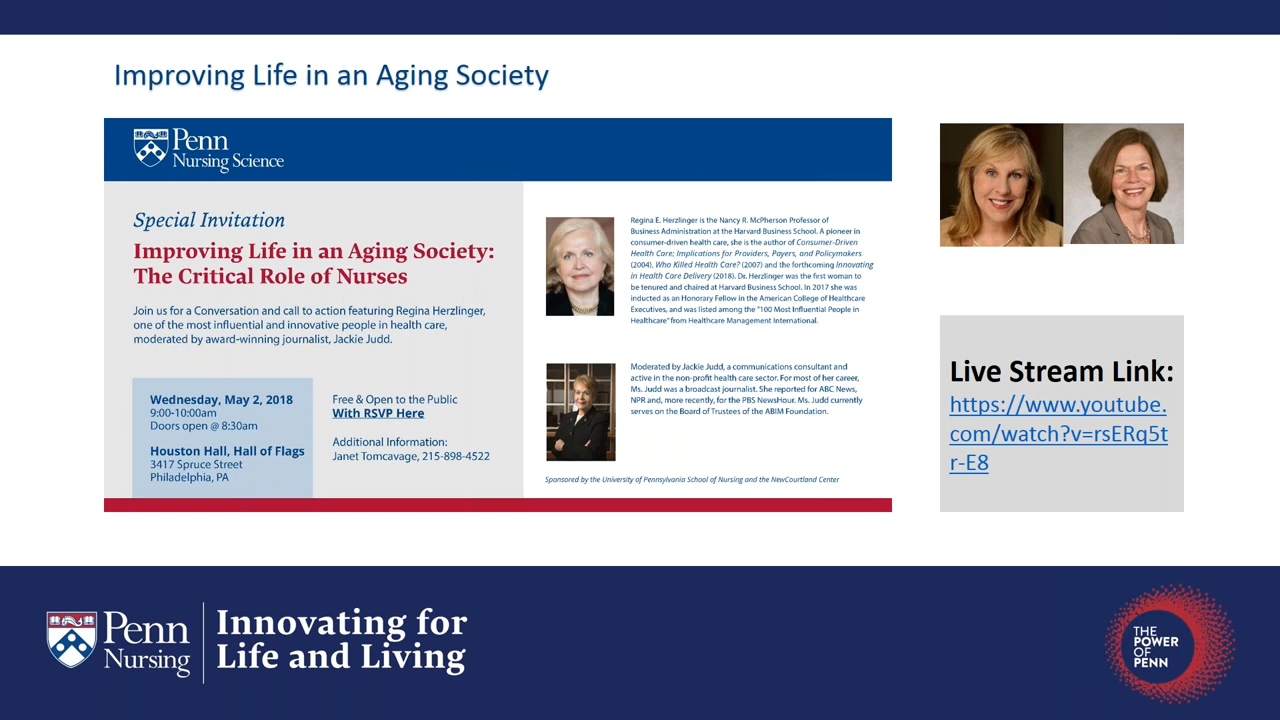 Improving Life in an Aging Society
Penn
Nursing Science
Special Invitation
Improving Life in an Aging Society:
The Critical Role of Nurses
Join us for a Conversation and call to action featuring Regina Herzlinger,
one of the most influential and innovative people in health care,
moderated by award-winning journalist, Jackie Judd.
Wednesday, May 2, 2018
9:00-10:00am
Doors open @ 8:30am
Houston Hall, Hall of Flags
3417 Spruce Street
Philadelphia, PA
Free & Open to the Public
With RSVP Here
Additional Information:
Janet Tomcavage, 215-898-4522
Regina E. Herzlinger is the Nancy R. McPherson Professor of
Business Administration at the Harvard Business School. A pioneer in
consumer-driven health care, she is the author of Consumer-Driven
Health Care; Implications for Providers, Payers, and Policymakers
(2004), Who Killed Health Care? (2007) and the forthcoming Innovating
in Health Care Delivery (2018). Dr. Herzlinger was the first woman to
be tenured and chaired at Harvard Business School. In 2017 she was
inducted as an Honorary Fellow in the American College of Healthcare
Executives, and was listed among the "100 Most Influential People in
Healthcare" from Healthcare Management International.
Moderated by Jackie Judd, a communications consultant and
active in the non-profit health care sector. For most of her career,
Ms. Judd was a broadcast journalist. She reported for ABC News,
NPR and, more recently, for the PBS NewsHour. Ms. Judd currently
serves on the Board of Trustees of the ABIM Foundation.
Sponsored by the University of Pennsylvania School of Nursing and the NewCourtland Center
Live Stream Link:
https://www.youtube.
com/watch?v=rsERq5t
r-E8
Penn
Nursing
Innovating for
Life and Living
THE
POWER
OF
PENN